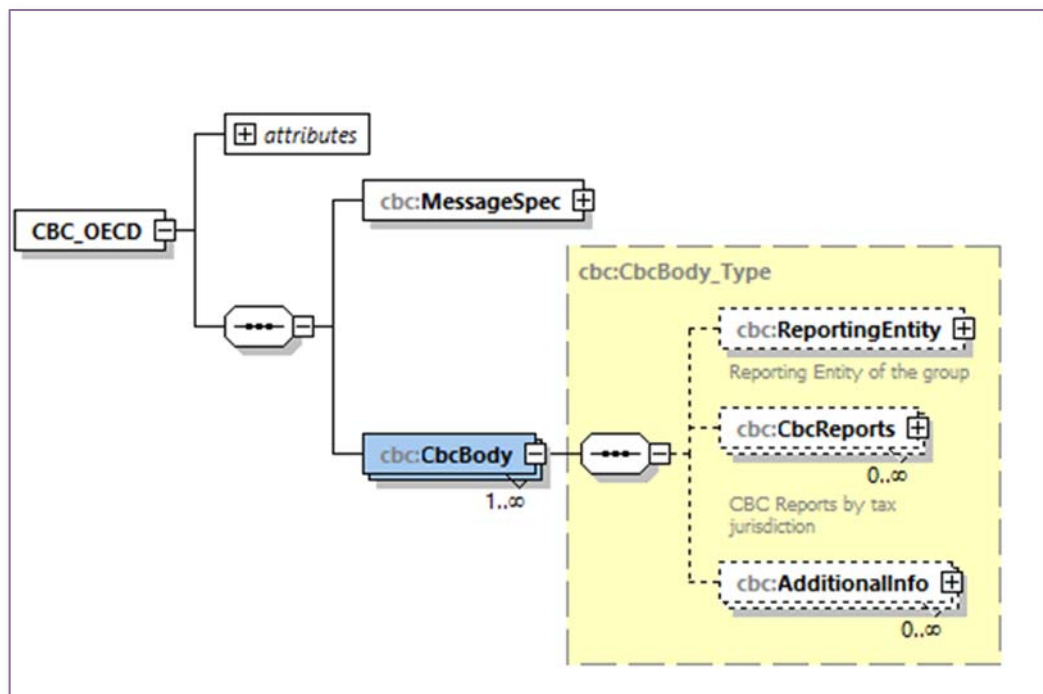 attributes
cbc:MessageSpec
CBC_OECD
cbc:CbcBody_Type
cbc:ReportingEntity
Reporting Entity of the group
cbc:CbcReports
0..∞
CBC Reports by tax
jurisdiction
cbc:CbcBody
1..∞
cbc:AdditionalInfo
0..∞